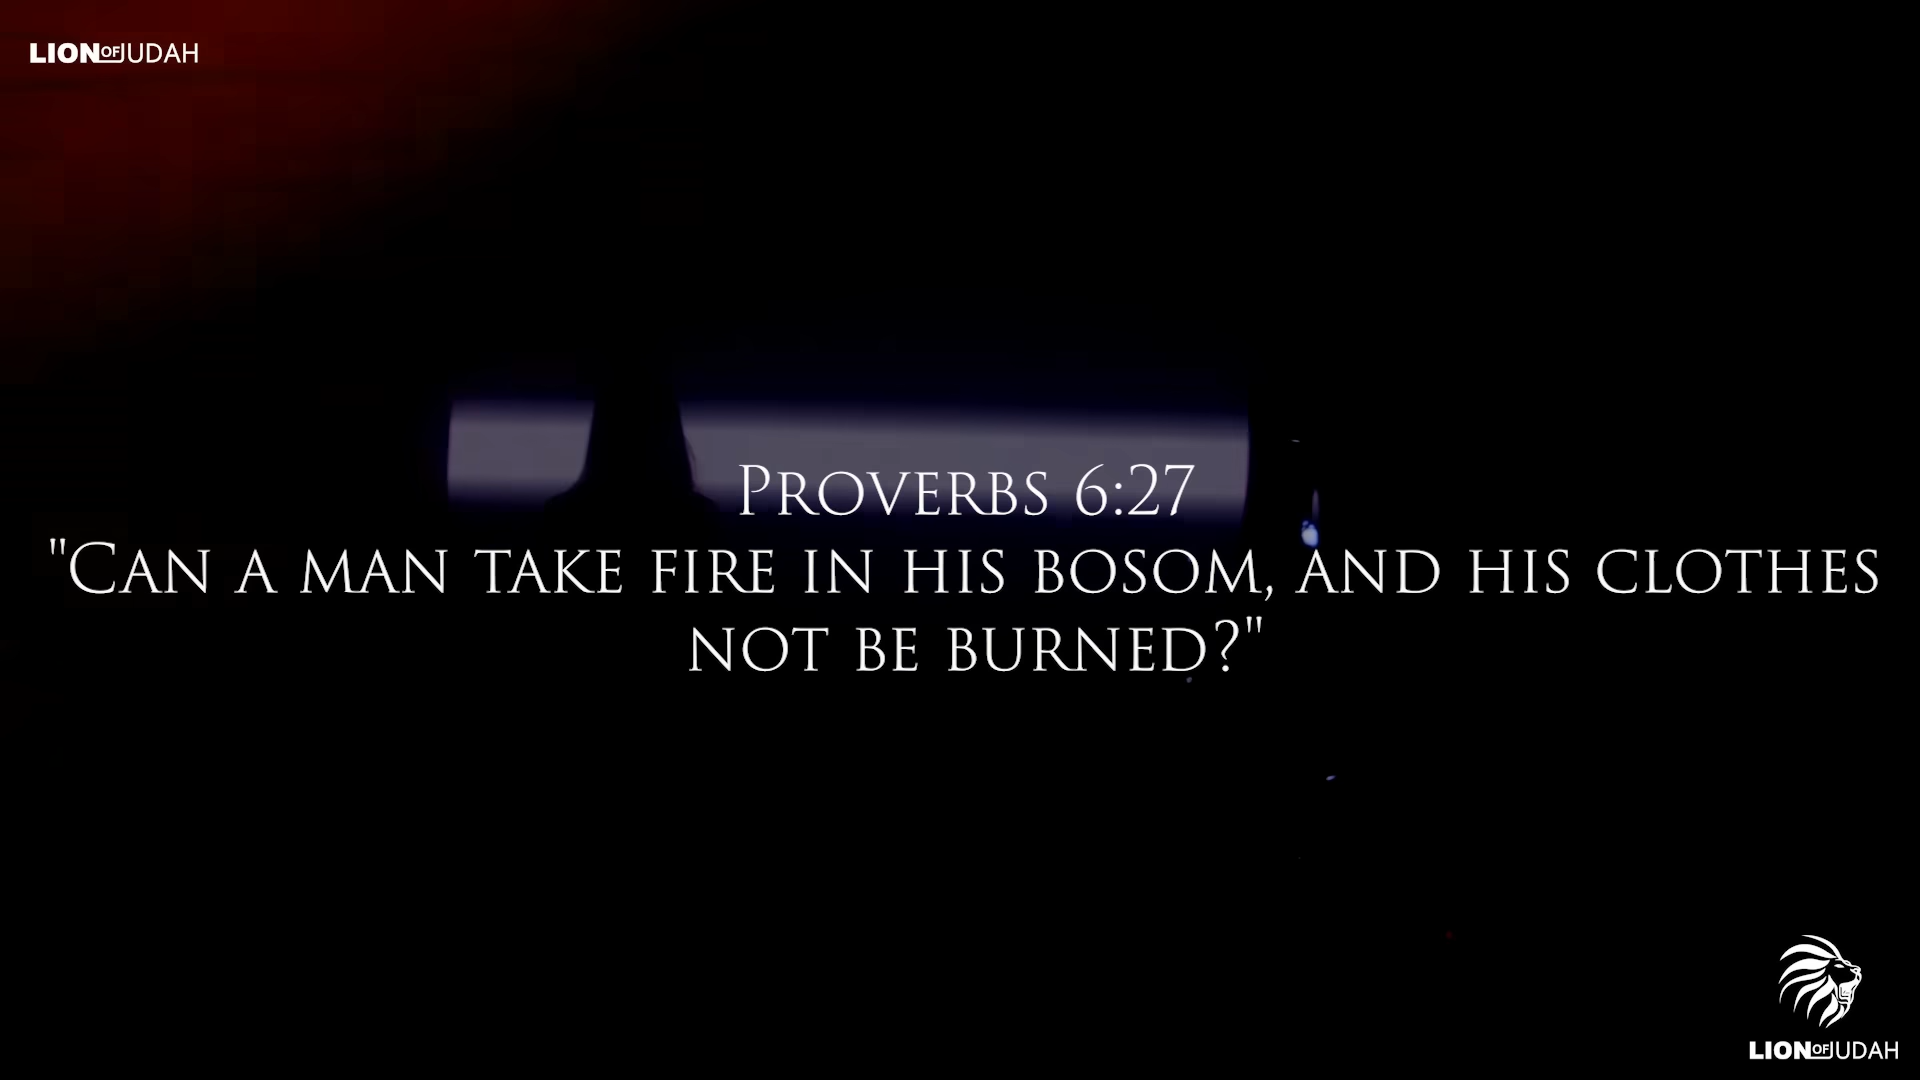 LIONOFJUDAH
Proverbs 6:27
"Can a man take fire in his bosom, and his clothes
not be burned?"
LIONOFJUDAH